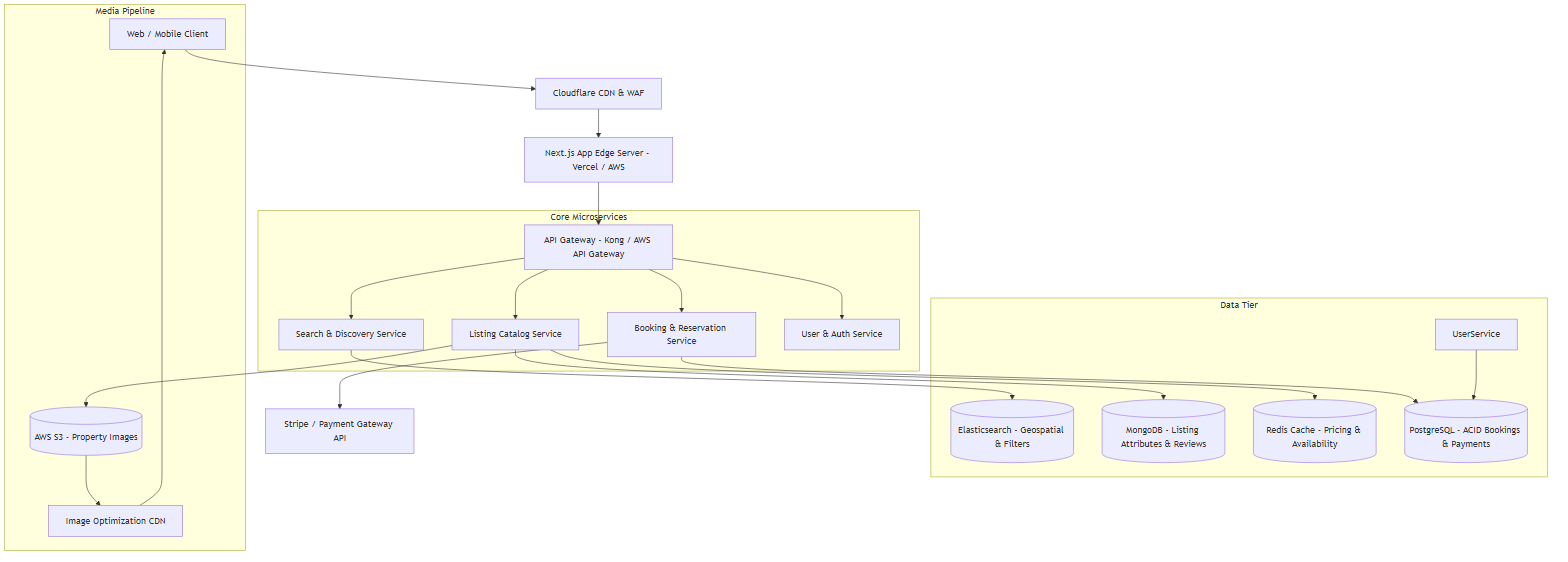 Media Pipeline
Web / Mobile Client
Cloudflare CDN & WAF
Next.js App Edge Server -
Vercel / AWS
Core Microservices
API Gateway - Kong / AWS
API Gateway
Search & Discovery Service
Listing Catalog Service
Booking & Reservation
Service
User & Auth Service
Data Tier
UserService
AWS S3 - Property Images
Stripe / Payment Gateway
API
Elasticsearch - Geospatial
& Filters
MongoDB - Listing
Attributes & Reviews
Redis Cache - Pricing &
Availability
PostgreSQL - ACID Bookings
& Payments
Image Optimization CDN